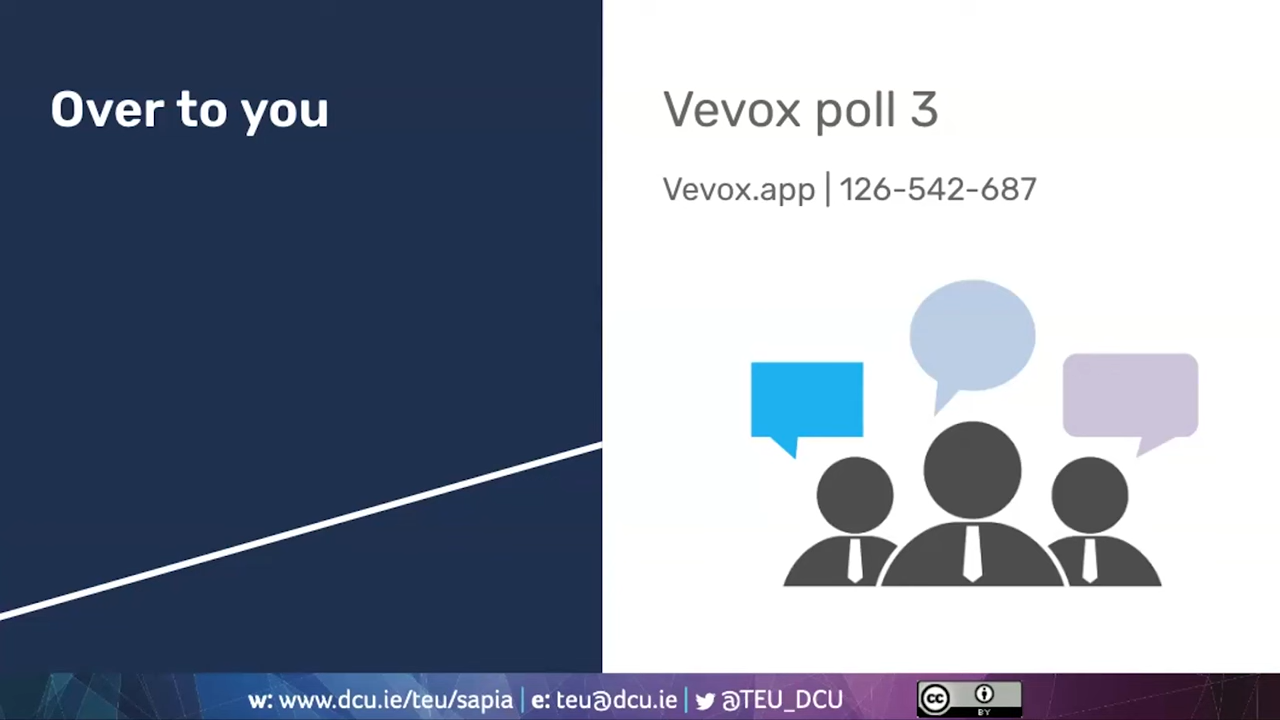 Over to you
Vevox poll 3
Vevox.app | 126-542-687
w: www.dcu.ie/teu/sapia | e: teu@dcu.ie | @TEU_DCU
cc
BY